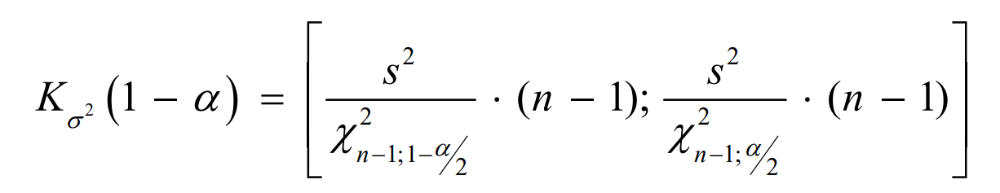 K_{σ²}(1 − α) = [ s² / χ²_{n−1;1−α/2} · (n − 1); s² / χ²_{n−1;α/2} · (n − 1) ]